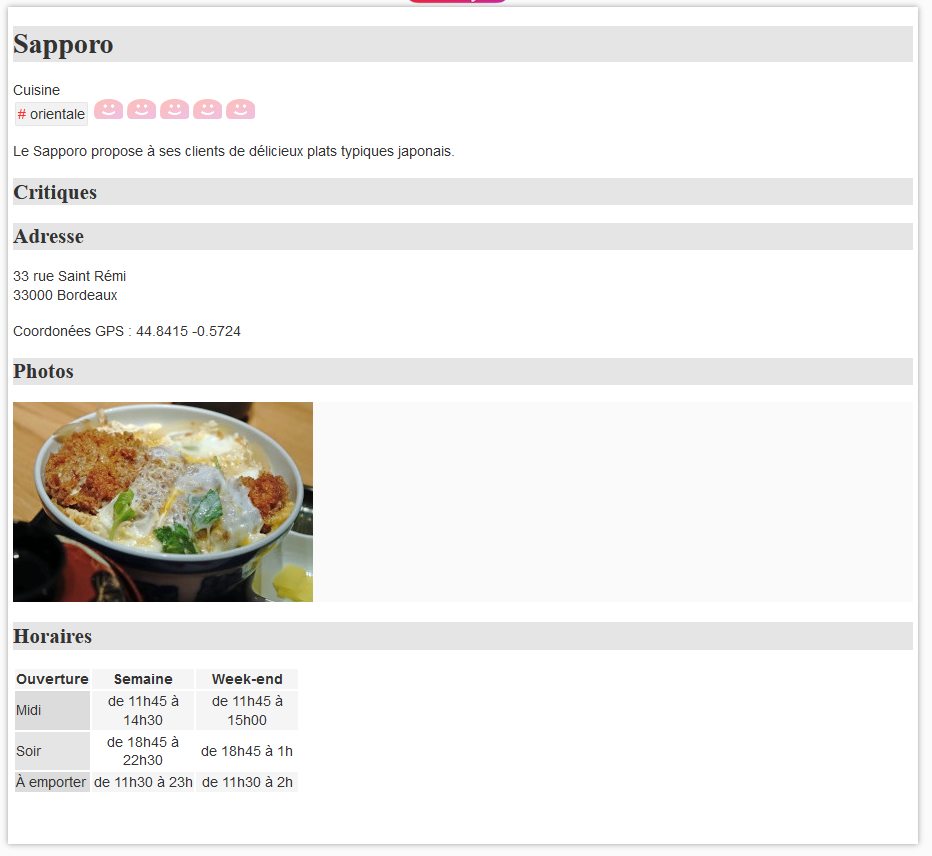 Sapporo
Cuisine
# orientale
Le Sapporo propose à ses clients de délicieux plats typiques japonais.
Critiques
Adresse
33 rue Saint Rémi
33000 Bordeaux
Coordonées GPS : 44.8415 -0.5724
Photos
Horaires
Ouverture Semaine Week-end
Midi de 11h45 à 14h30 de 11h45 à 15h00
Soir de 18h45 à 22h30 de 18h45 à 1h
À emporter de 11h30 à 23h de 11h30 à 2h